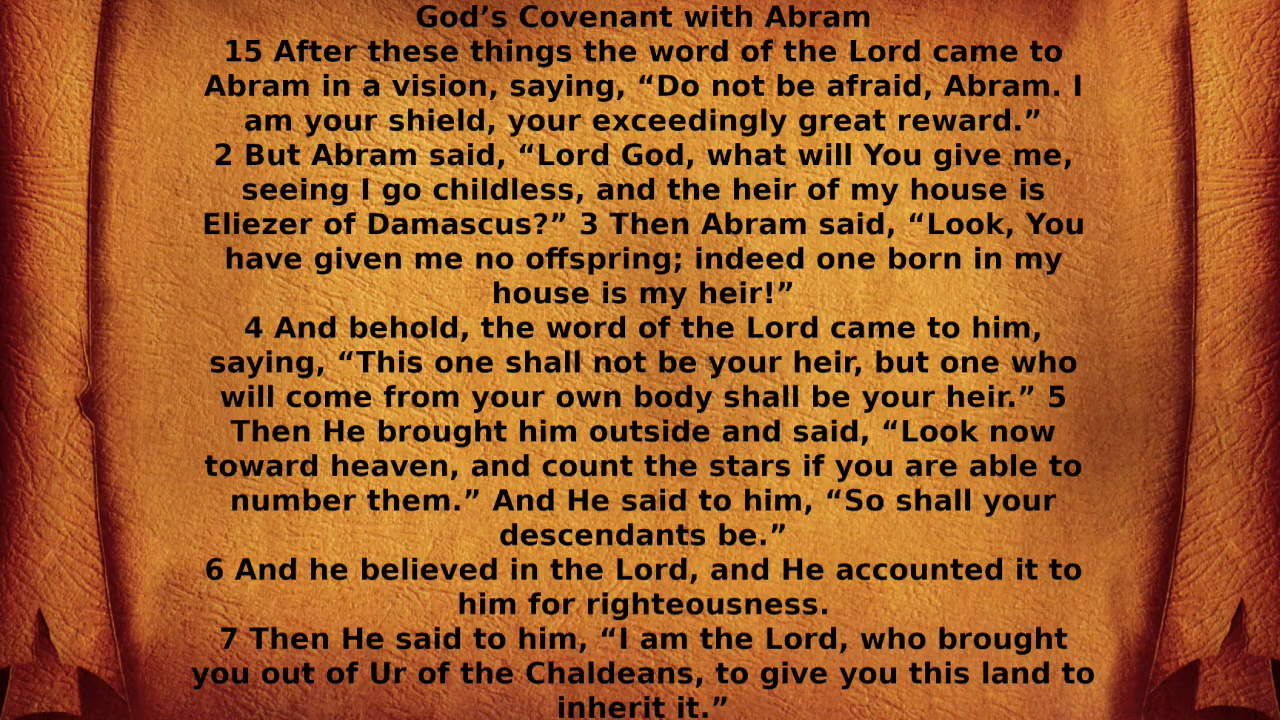 God’s Covenant with Abram
15 After these things the word of the Lord came to
Abram in a vision, saying, “Do not be afraid, Abram. I
am your shield, your exceedingly great reward.”
2 But Abram said, “Lord God, what will You give me,
seeing I go childless, and the heir of my house is
Eliezer of Damascus?” 3 Then Abram said, “Look, You
have given me no offspring; indeed one born in my
house is my heir!”
4 And behold, the word of the Lord came to him,
saying, “This one shall not be your heir, but one who
will come from your own body shall be your heir.” 5
Then He brought him outside and said, “Look now
toward heaven, and count the stars if you are able to
number them.” And He said to him, “So shall your
descendants be.”
6 And he believed in the Lord, and He accounted it to
him for righteousness.
7 Then He said to him, “I am the Lord, who brought
you out of Ur of the Chaldeans, to give you this land to
inherit it.”